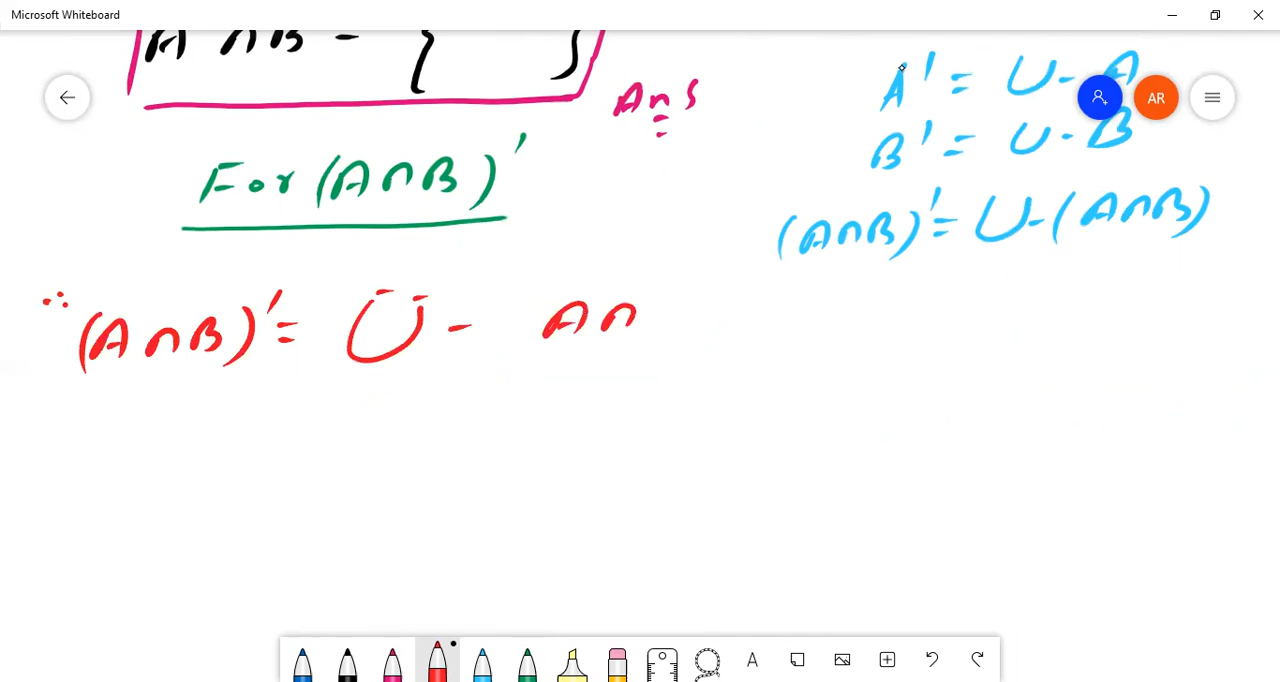 Microsoft Whiteboard
A ∩ B = { }
Ans
A' = U - A
B' = U - B
(A∩B)' = U - (A∩B)
AR
For (A∩B)'
∴ (A∩B)' = U - A∩
A